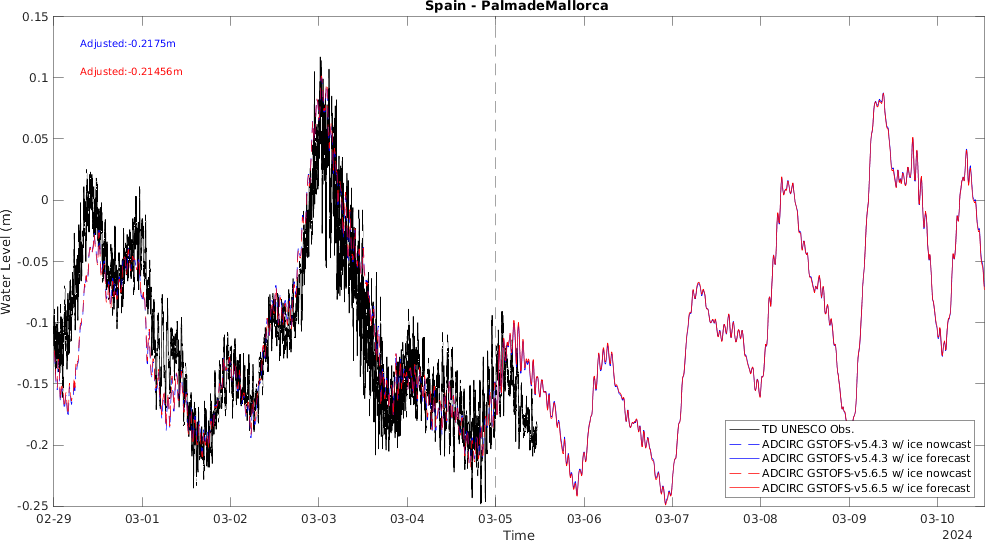 Spain - PalmadeMallorca
0.15
Adjusted:-0.2175m
Adjusted:-0.21456m
0.1
0.05
0
-0.05
-0.1
-0.15
-0.2
-0.25
Water Level (m)
TD UNESCO Obs.
ADCIRC GSTOFS-v5.4.3 w/ ice nowcast
ADCIRC GSTOFS-v5.4.3 w/ ice forecast
ADCIRC GSTOFS-v5.6.5 w/ ice nowcast
ADCIRC GSTOFS-v5.6.5 w/ ice forecast
02-29 03-01 03-02 03-03 03-04 03-05 03-06 03-07 03-08 03-09 03-10
Time
2024